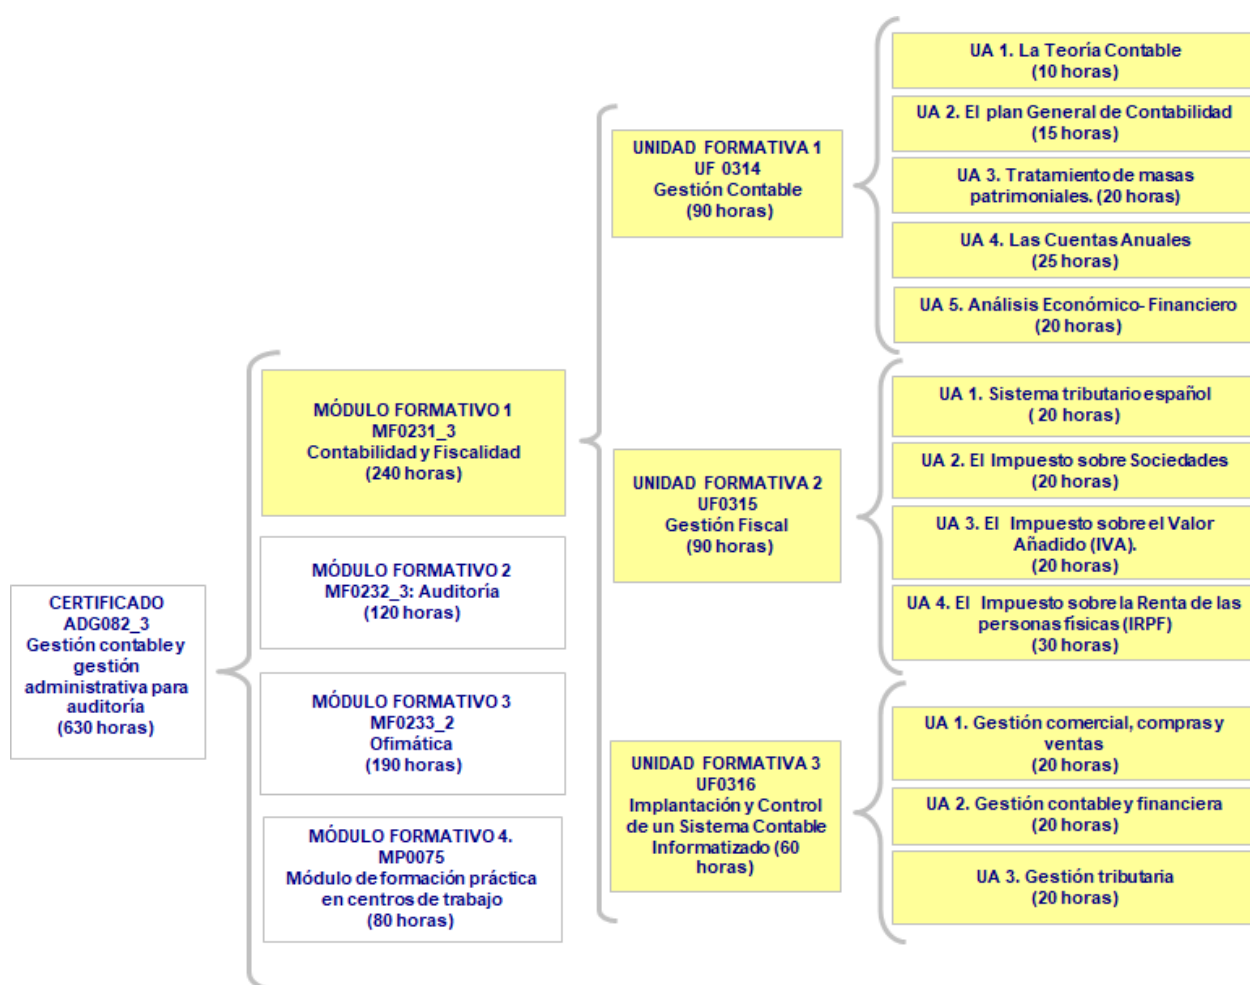 CERTIFICADO
ADG082_3
Gestión contable y
gestión
administrativa para
auditoría
(630 horas)
MÓDULO FORMATIVO 1
MF0231_3
Contabilidad y Fiscalidad
(240 horas)
MÓDULO FORMATIVO 2
MF0232_3: Auditoría
(120 horas)
MÓDULO FORMATIVO 3
MF0233_2
Ofimática
(190 horas)
MÓDULO FORMATIVO 4.
MP0075
Módulo de formación práctica
en centros de trabajo
(80 horas)
UNIDAD FORMATIVA 1
UF 0314
Gestión Contable
(90 horas)
UNIDAD FORMATIVA 2
UF0315
Gestión Fiscal
(90 horas)
UNIDAD FORMATIVA 3
UF0316
Implantación y Control
de un Sistema Contable
Informatizado (60
horas)
UA 1. La Teoría Contable
(10 horas)
UA 2. El plan General de Contabilidad
(15 horas)
UA 3. Tratamiento de masas
patrimoniales. (20 horas)
UA 4. Las Cuentas Anuales
(25 horas)
UA 5. Análisis Económico- Financiero
(20 horas)
UA 1. Sistema tributario español
( 20 horas)
UA 2. El Impuesto sobre Sociedades
(20 horas)
UA 3. El Impuesto sobre el Valor
Añadido (IVA).
(20 horas)
UA 4. El Impuesto sobre la Renta de las
personas físicas (IRPF)
(30 horas)
UA 1. Gestión comercial, compras y
ventas
(20 horas)
UA 2. Gestión contable y financiera
(20 horas)
UA 3. Gestión tributaria
(20 horas)